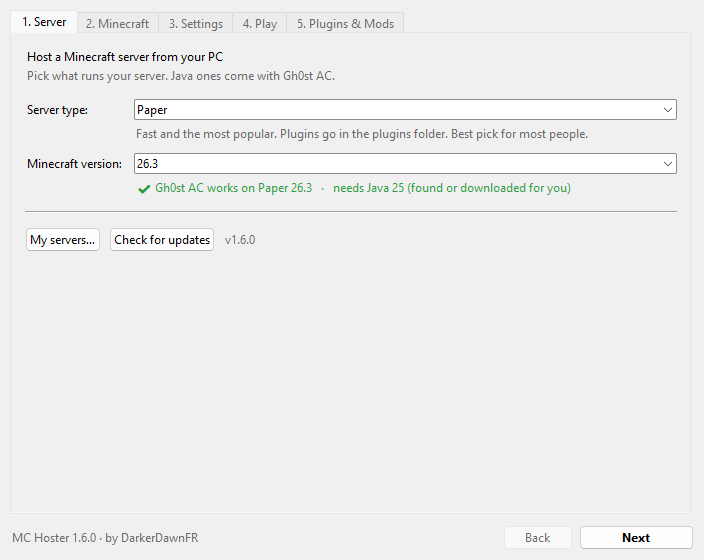 1. Server
2. Minecraft
3. Settings
4. Play
5. Plugins & Mods
Host a Minecraft server from your PC
Pick what runs your server. Java ones come with Gh0st AC.
Server type:
Paper
Fast and the most popular. Plugins go in the plugins folder. Best pick for most people.
Minecraft version:
26.3
Gh0st AC works on Paper 26.3 · needs Java 25 (found or downloaded for you)
My servers...
Check for updates
v1.6.0
MC Hoster 1.6.0 · by DarkerDawnFR
Back
Next